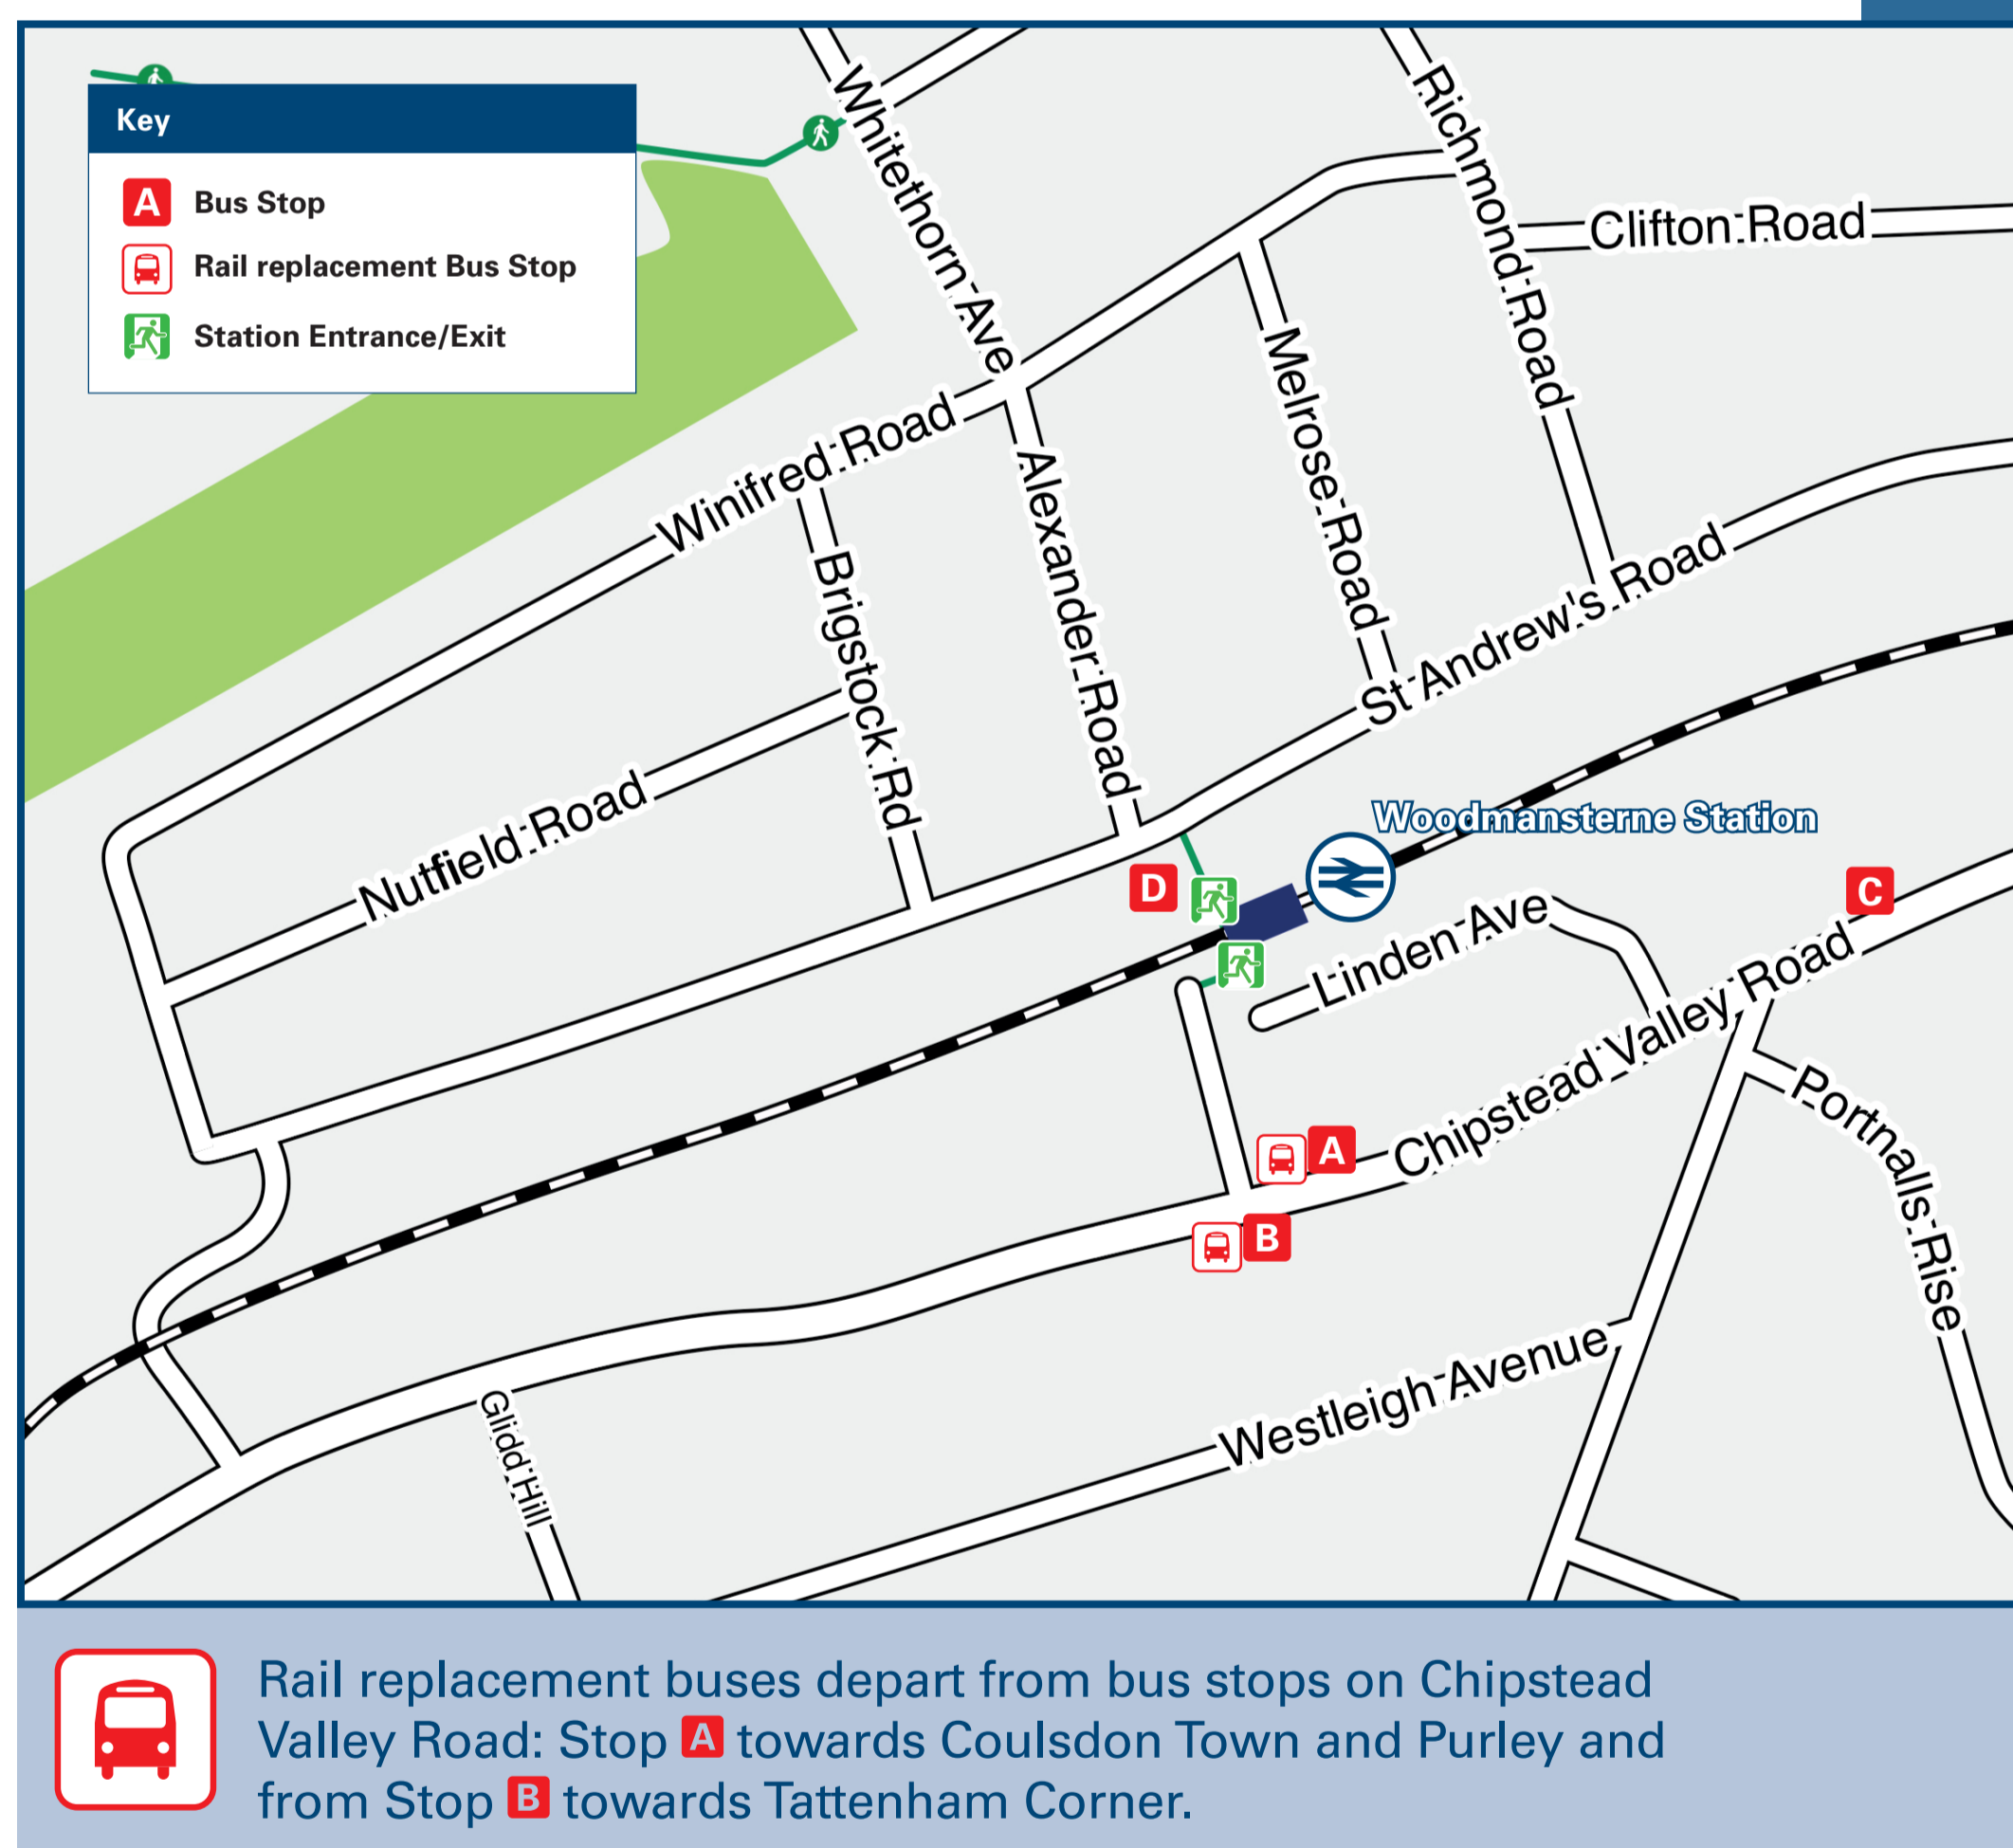 Key
A Bus Stop
Rail replacement Bus Stop
Station Entrance/Exit
Whitethorn Ave
Richmond Road
Clifton Road
Winifred Road
Melrose Road
Alexander Road
Brigstock Rd
St Andrew's Road
Nutfield Road
Woodmansterne Station
D
C
Linden Ave
Chipstead Valley Road
Portnalls Rise
A
B
Westleigh Avenue
Glidd Hill
Rail replacement buses depart from bus stops on Chipstead
Valley Road: Stop A towards Coulsdon Town and Purley and
from Stop B towards Tattenham Corner.